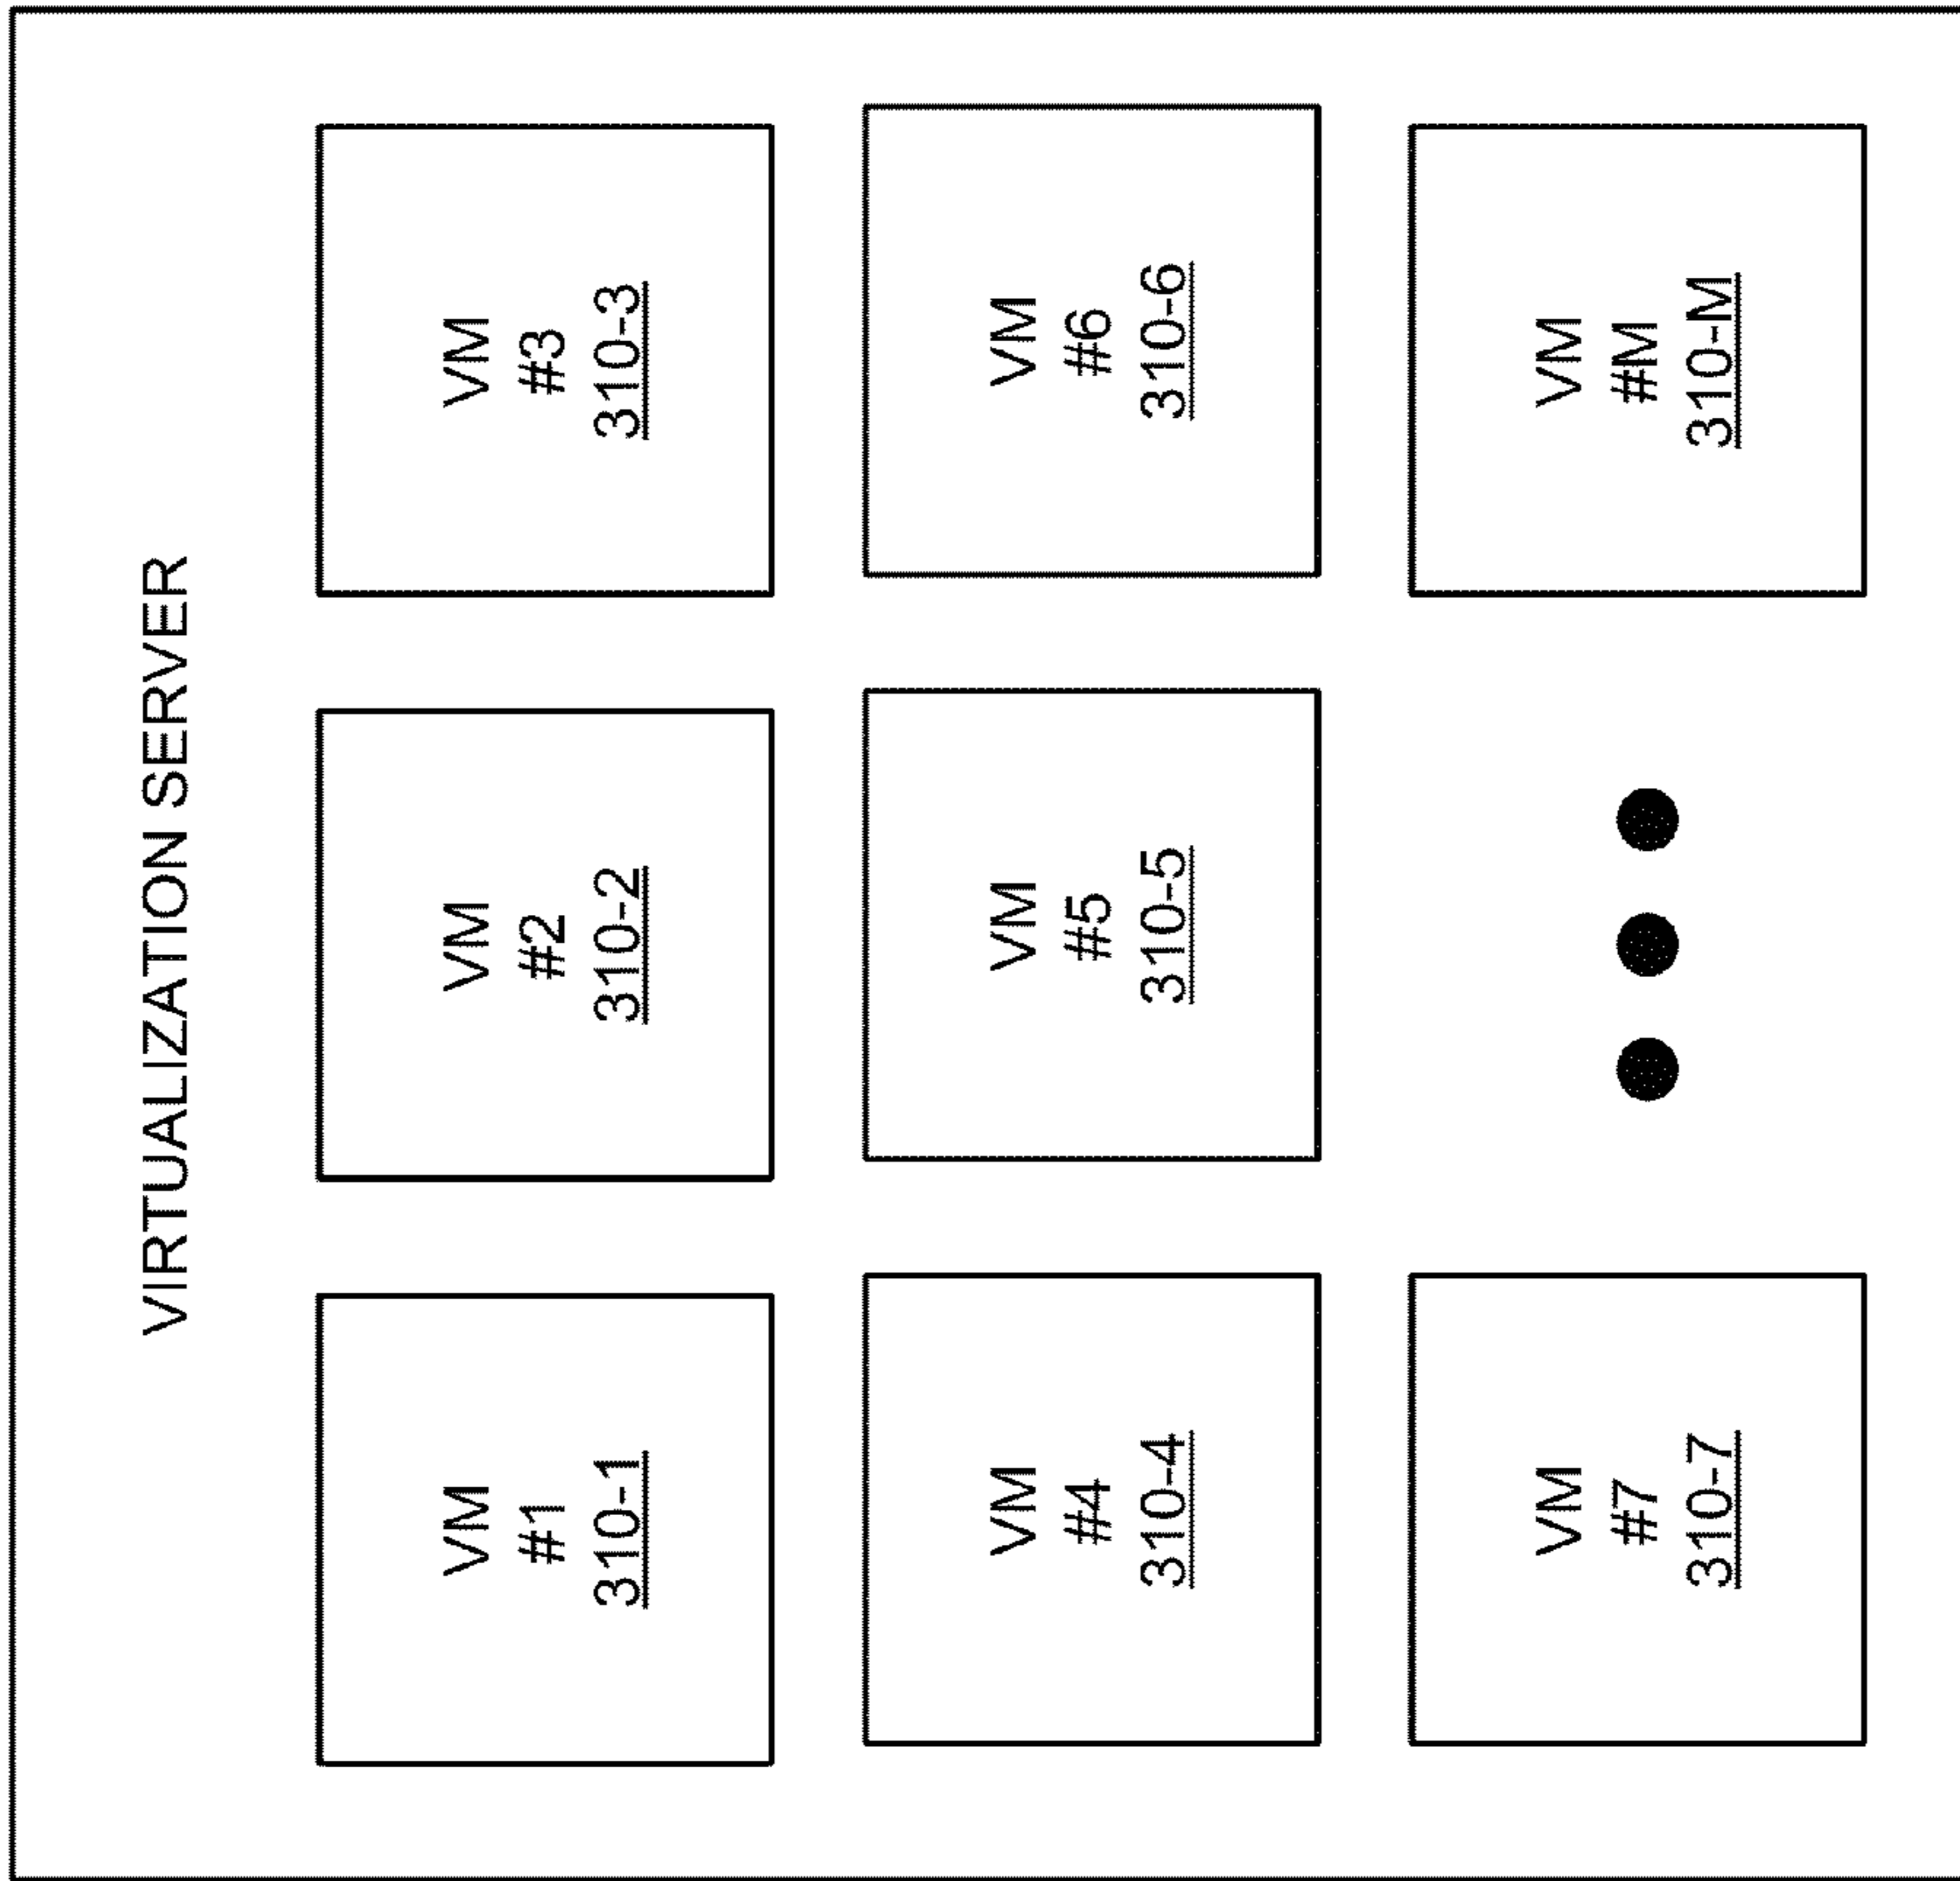 VIRTUALIZATION SERVER
VM
#1
310-1
VM
#2
310-2
VM
#3
310-3
VM
#4
310-4
VM
#5
310-5
VM
#6
310-6
VM
#7
310-7
VM
#M
310-M